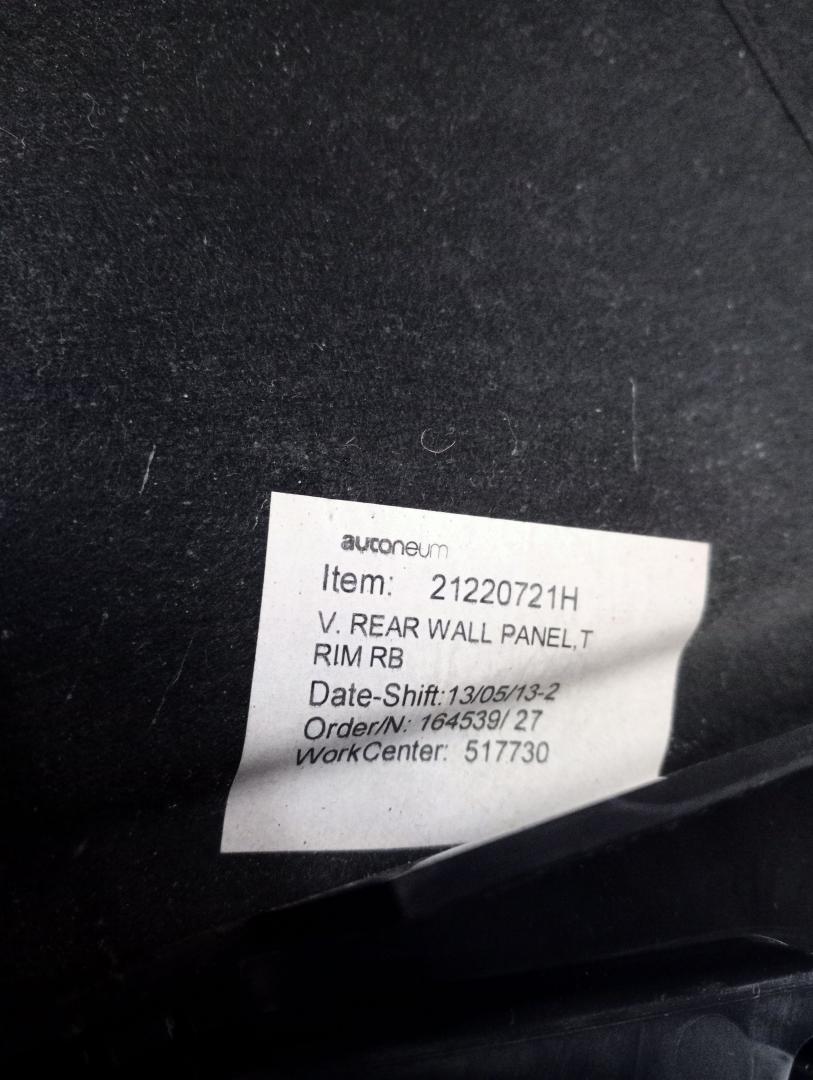 autoneum
Item: 21220721H
V. REAR WALL PANEL,T
RIM RB
Date-Shift:13/05/13-2
Order/N: 164539/ 27
WorkCenter: 517730